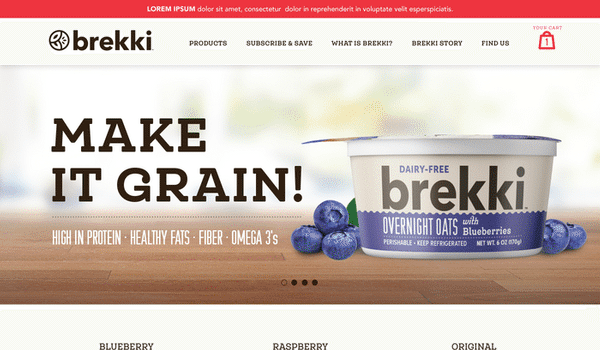 LOREM IPSUM dolor sit amet, consectetur dolor in reprehenderit in voluptate velit esperspiciatis.
brekki
PRODUCTS SUBSCRIBE & SAVE WHAT IS BREKKI? BREKKI STORY FIND US
YOUR CART
1
MAKE
IT GRAIN!
HIGH IN PROTEIN · HEALTHY FATS · FIBER · OMEGA 3's
DAIRY-FREE
brekki
OVERNIGHT OATS with
Blueberries
PERISHABLE · KEEP REFRIGERATED NET WT. 6 OZ (170g)
BLUEBERRY RASPBERRY ORIGINAL